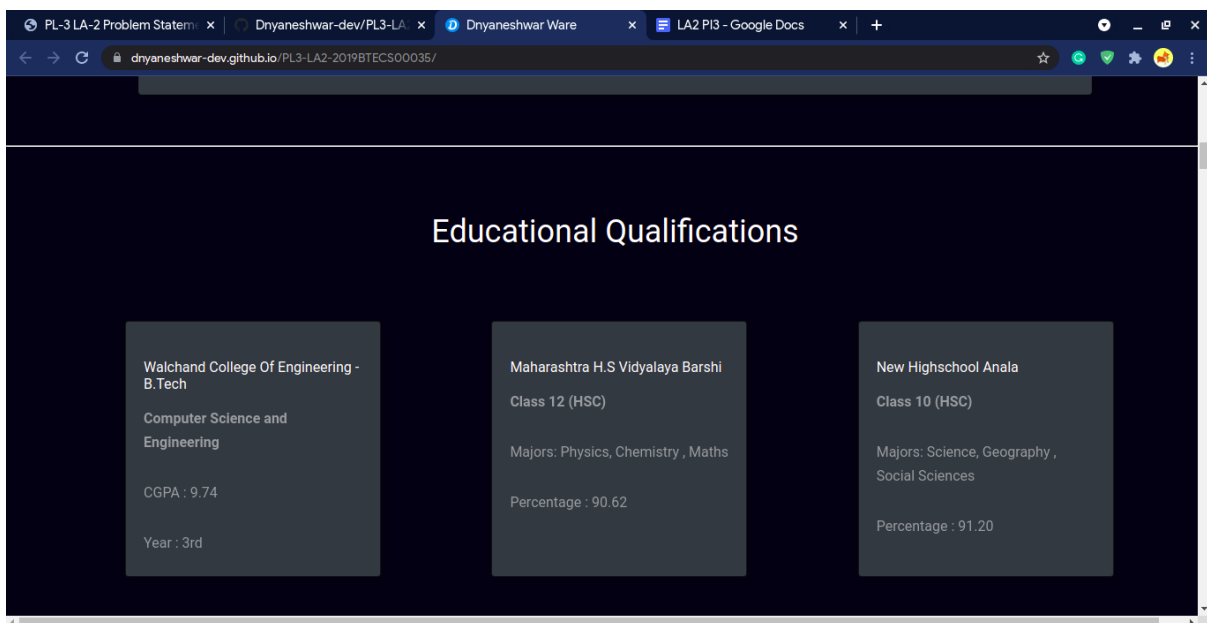 PL-3 LA-2 Problem Stateme
Dnyaneshwar-dev/PL3-LA
Dnyaneshwar Ware
LA2 Pl3 - Google Docs
dnyaneshwar-dev.github.io/PL3-LA2-2019BTECS00035/
Educational Qualifications
Walchand College Of Engineering -
B.Tech
Computer Science and
Engineering
CGPA : 9.74
Year : 3rd
Maharashtra H.S Vidyalaya Barshi
Class 12 (HSC)
Majors: Physics, Chemistry , Maths
Percentage : 90.62
New Highschool Anala
Class 10 (HSC)
Majors: Science, Geography ,
Social Sciences
Percentage : 91.20